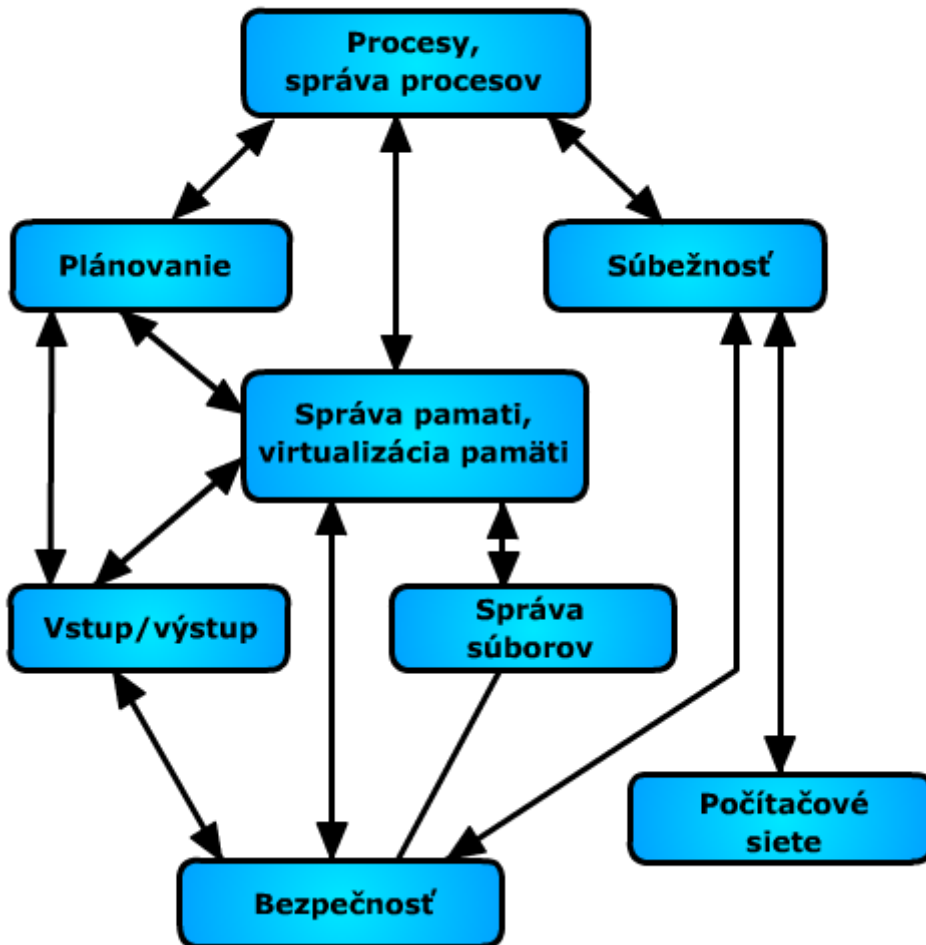 Procesy,
správa procesov
Plánovanie
Súbežnosť
Správa pamati,
virtualizácia pamäti
Vstup/výstup
Správa
súborov
Počítačové
siete
Bezpečnosť